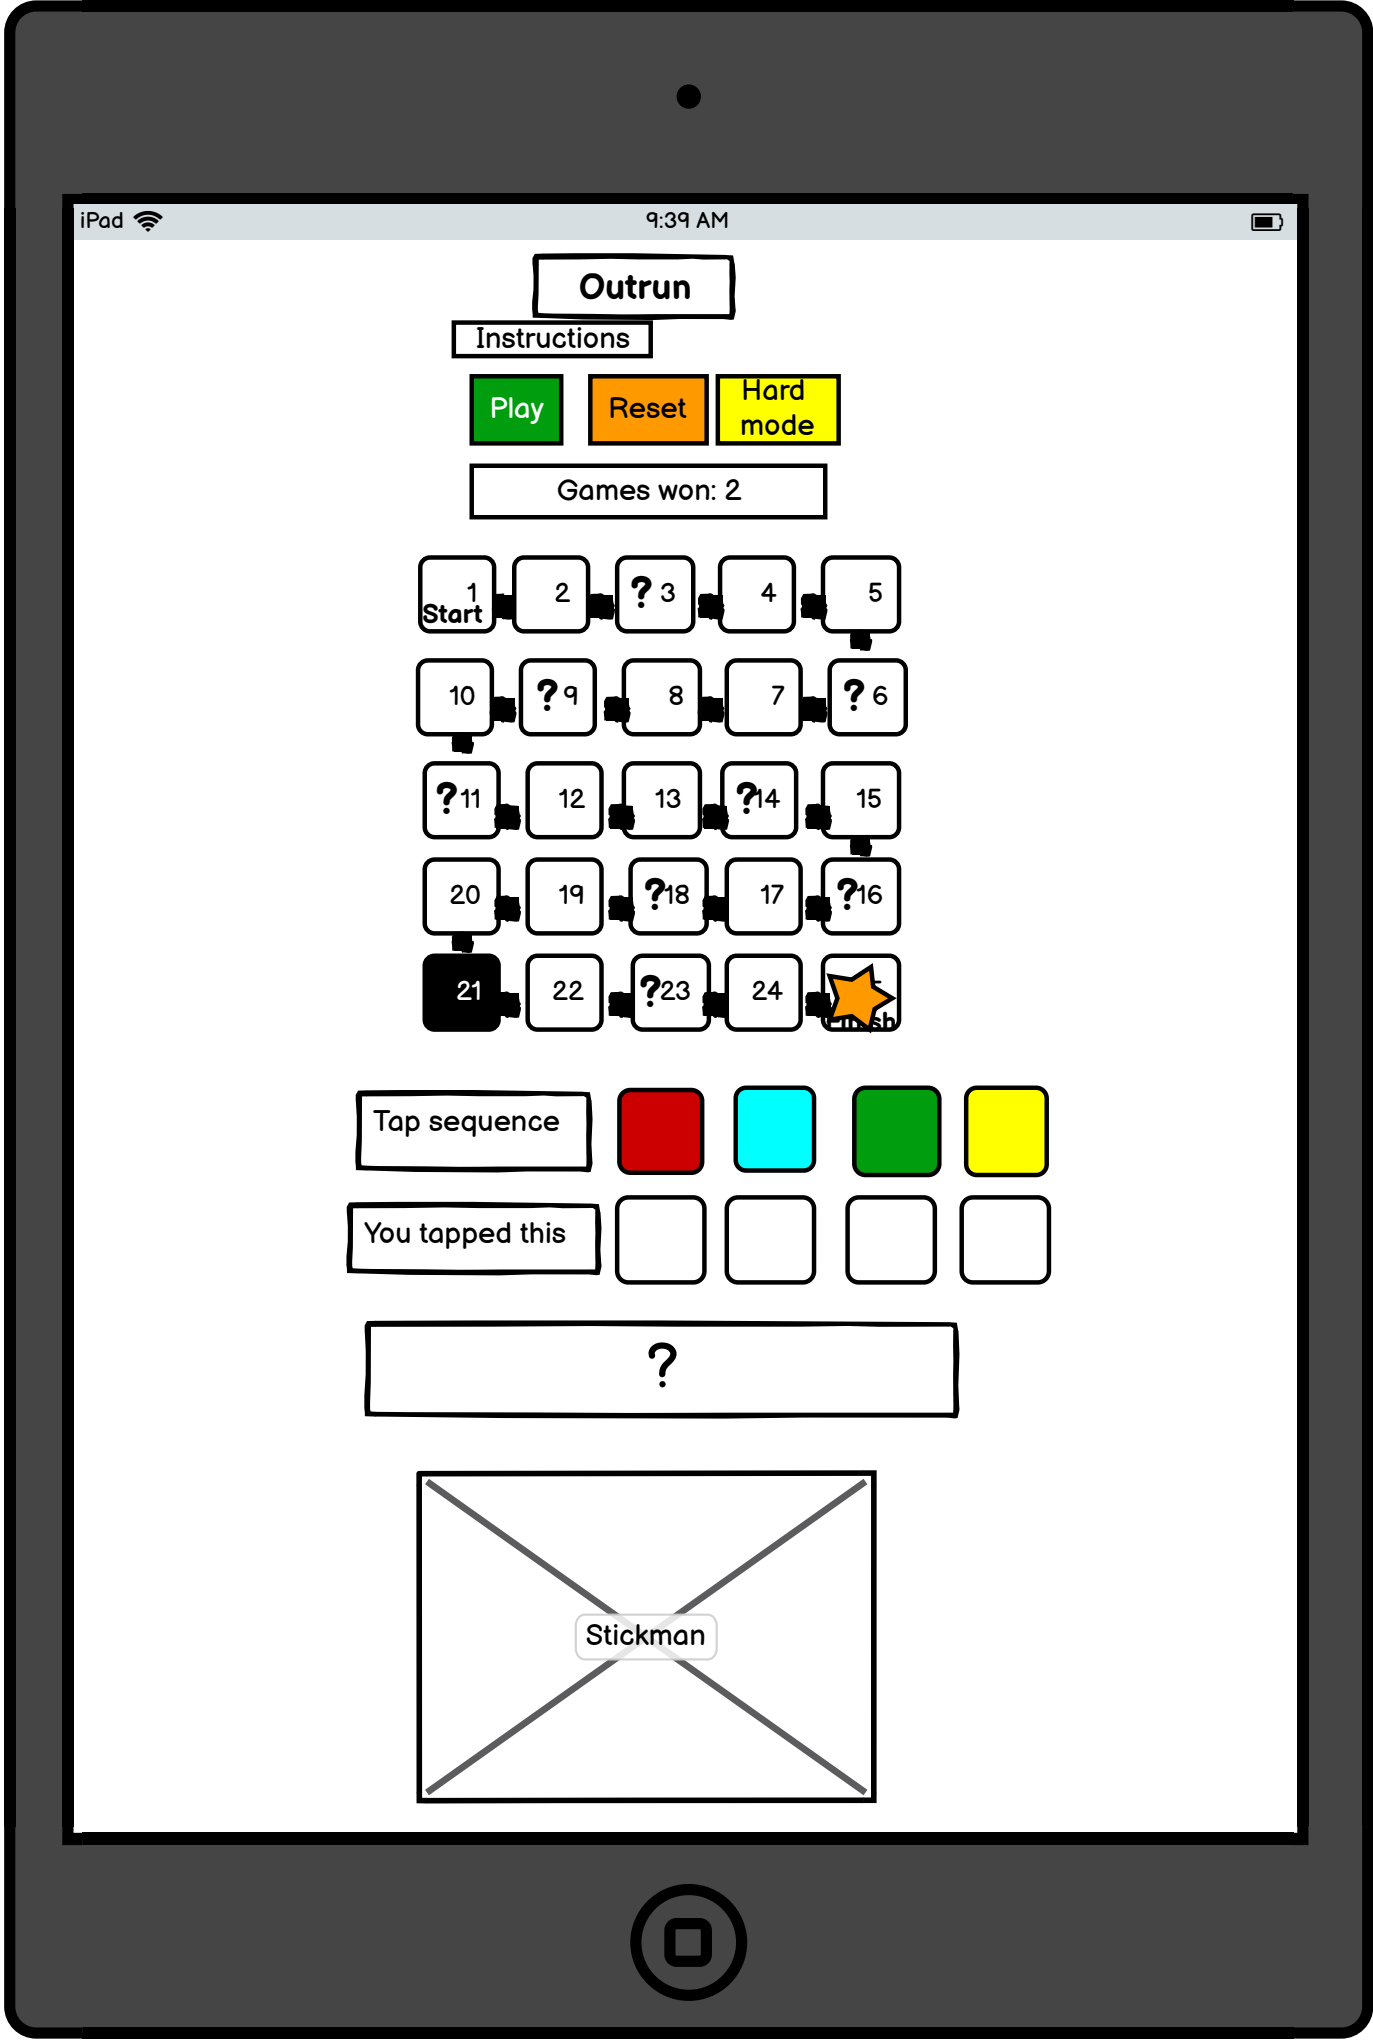 iPad 9:39 AM
Outrun
Instructions
Play Reset Hard
mode
Games won: 2
1 2 ? 3 4 5
Start
10 ? 9 8 7 ? 6
? 11 12 13 ? 14 15
20 19 ? 18 17 ? 16
21 22 ? 23 24
Tap sequence
You tapped this
?
Stickman